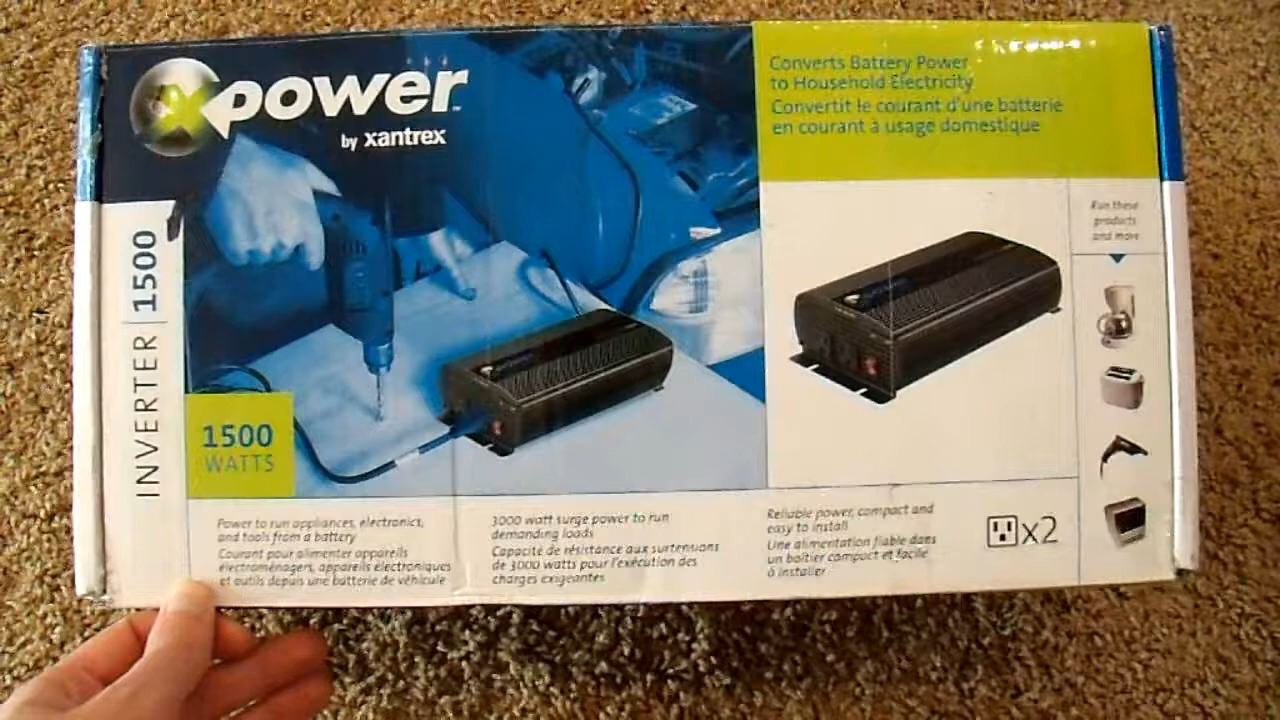 xpower™
by xantrex
INVERTER | 1500
1500
WATTS
Converts Battery Power
to Household Electricity
Convertit le courant d'une batterie
en courant à usage domestique
Run these
products
and more
Power to run appliances, electronics,
and tools from a battery
Courant pour alimenter appareils
électroménagers, appareils électroniques
et outils depuis une batterie de véhicule
3000 watt surge power to run
demanding loads
Capacité de résistance aux surtensions
de 3000 watts pour l'exécution des
charges exigeantes
Reliable power, compact and
easy to install
Une alimentation fiable dans
un boîtier compact et facile
à installer
x2